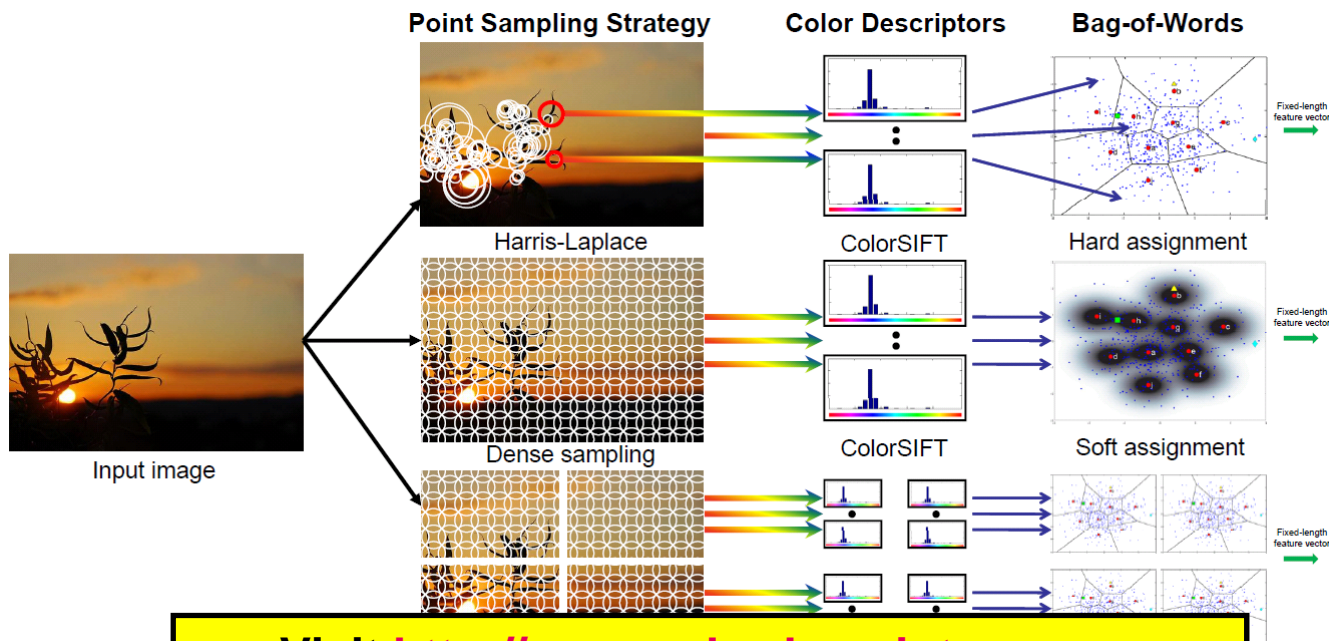 Point Sampling Strategy
Color Descriptors
Bag-of-Words
Fixed-length
feature vector
Harris-Laplace
ColorSIFT
Hard assignment
Fixed-length
feature vector
Input image
Dense sampling
ColorSIFT
Soft assignment
Fixed-length
feature vector